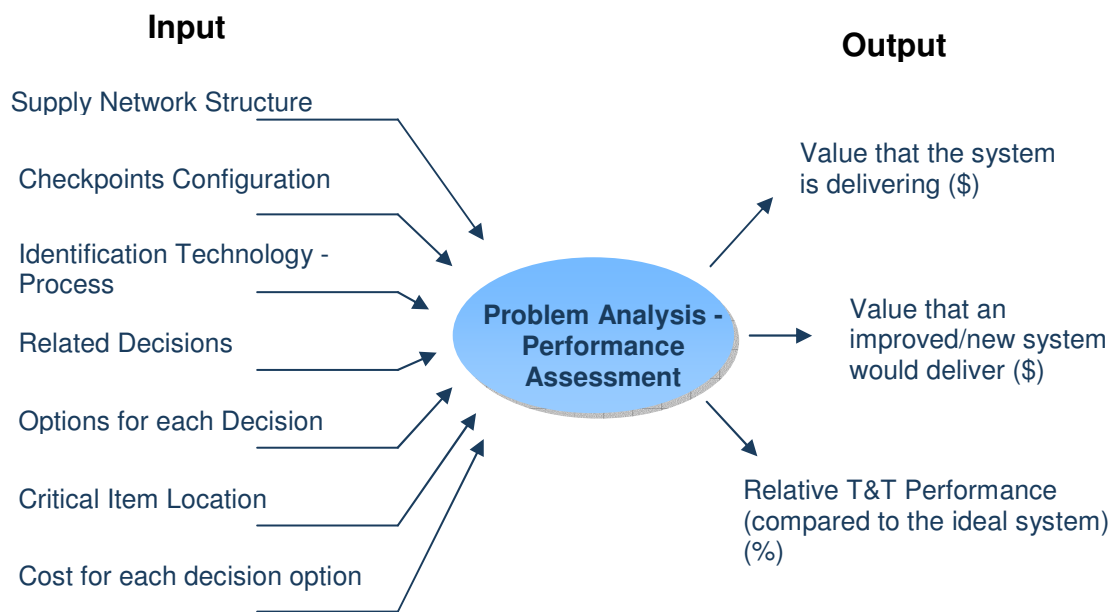 Input
Output
Supply Network Structure
Checkpoints Configuration
Identification Technology -
Process
Related Decisions
Options for each Decision
Critical Item Location
Cost for each decision option
Problem Analysis -
Performance
Assessment
Value that the system
is delivering ($)
Value that an
improved/new system
would deliver ($)
Relative T&T Performance
(compared to the ideal system)
(%)